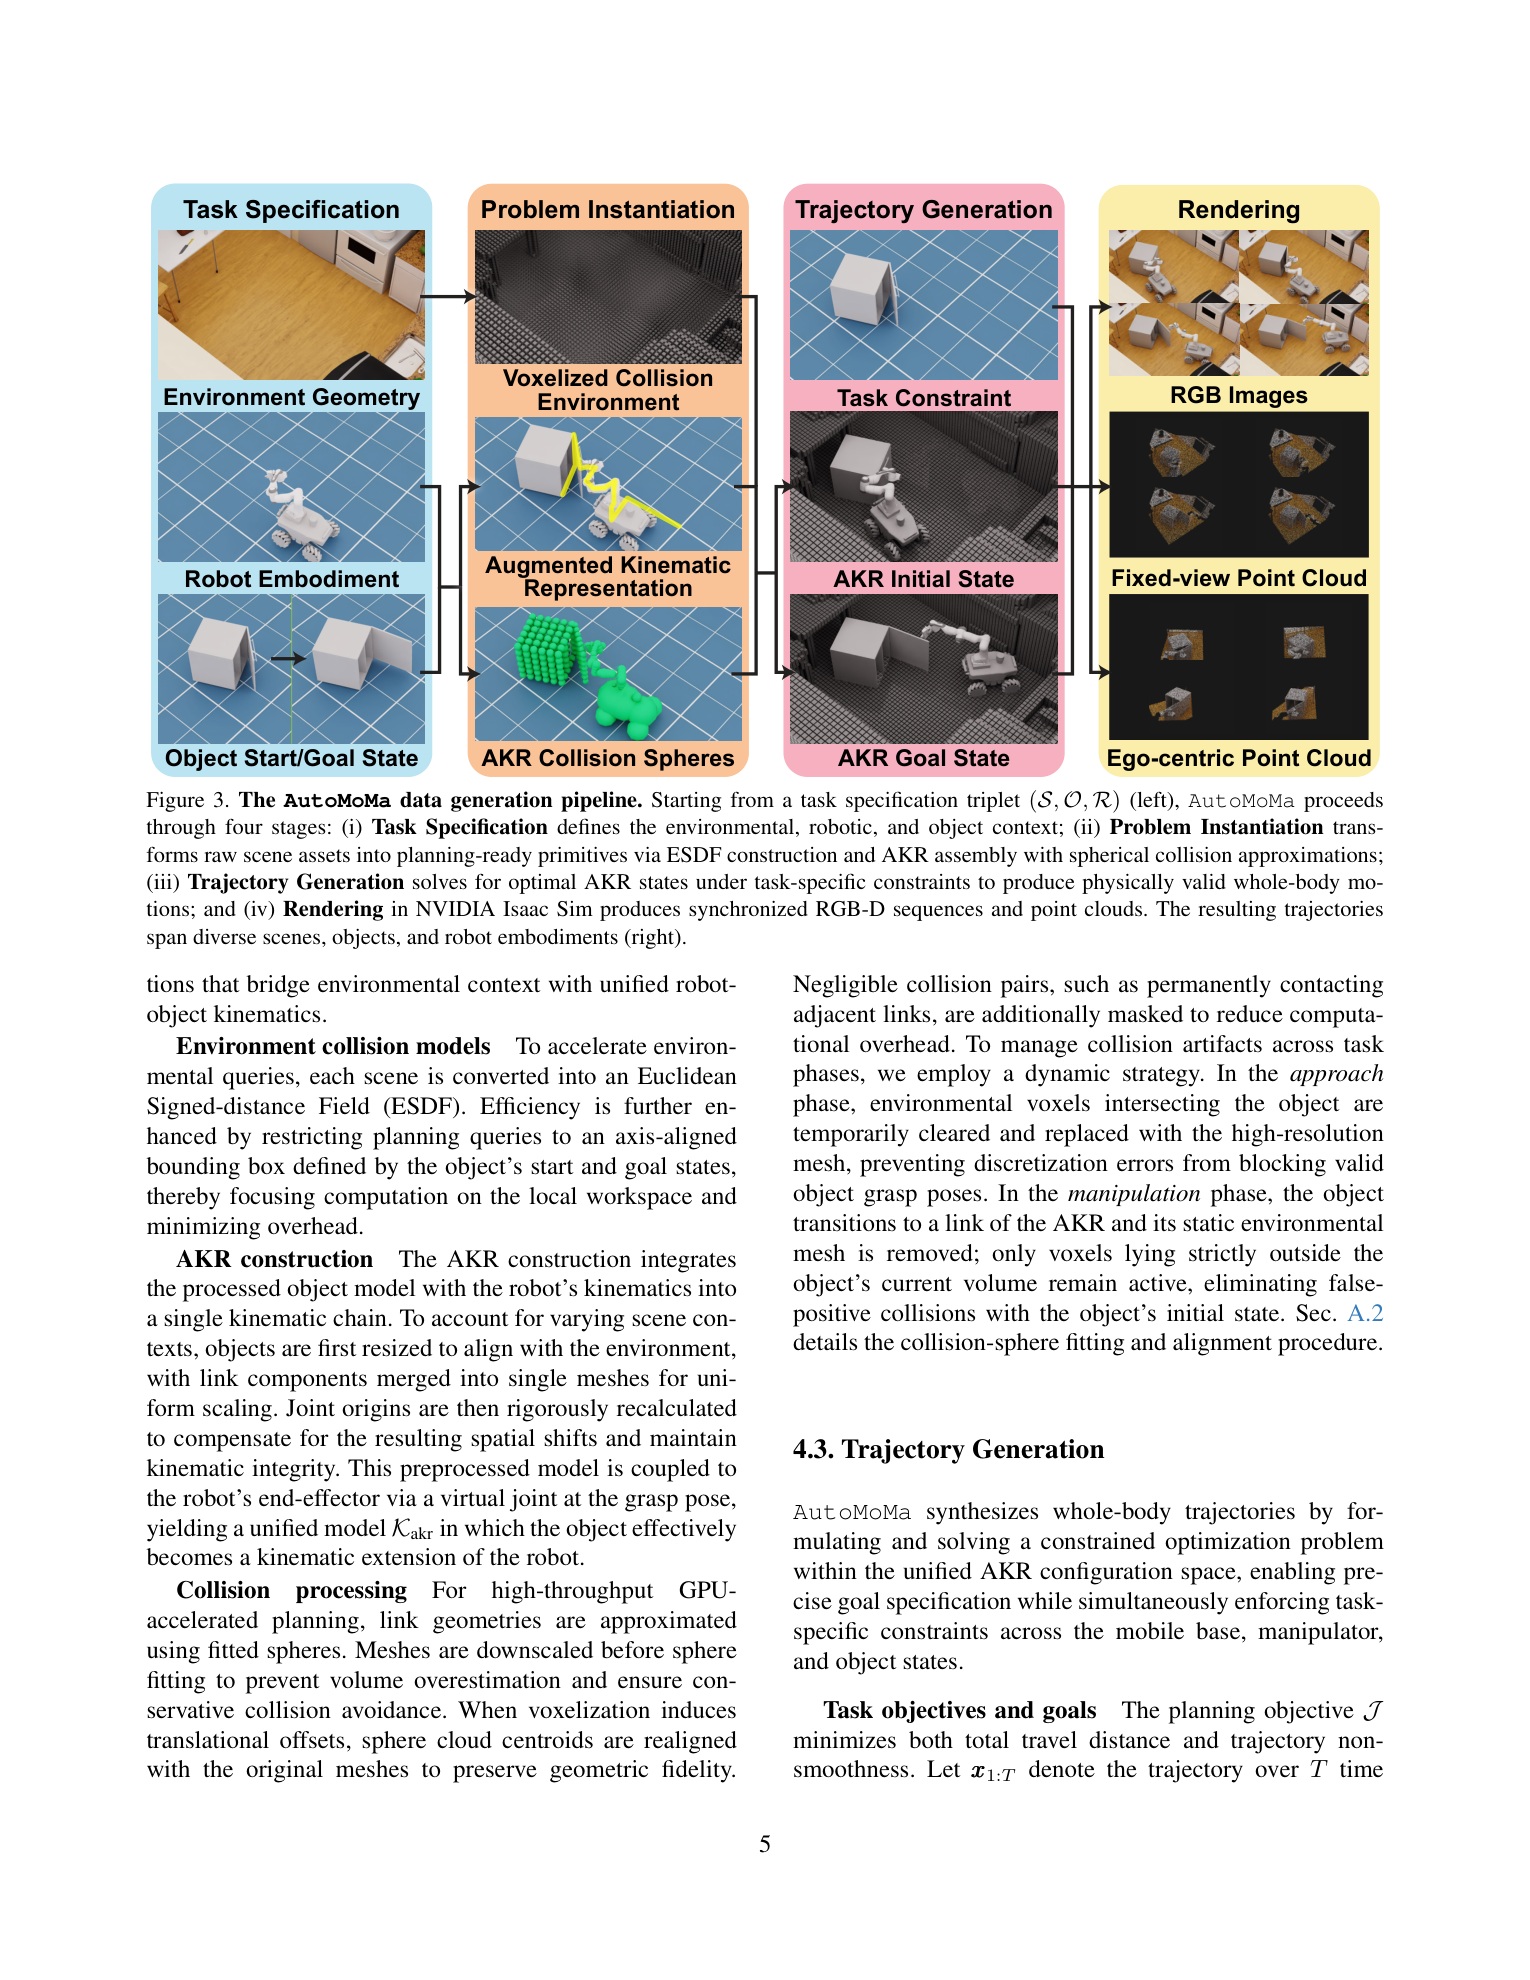 Task Specification
Environment Geometry
Robot Embodiment
Object Start/Goal State
Problem Instantiation
Voxelized Collision
Environment
Augmented Kinematic
Representation
AKR Collision Spheres
Trajectory Generation
Task Constraint
AKR Initial State
AKR Goal State
Rendering
RGB Images
Fixed-view Point Cloud
Ego-centric Point Cloud
Figure 3. The AutoMoMa data generation pipeline. Starting from a task specification triplet (𝒮, 𝒪, ℛ) (left), AutoMoMa proceeds
through four stages: (i) Task Specification defines the environmental, robotic, and object context; (ii) Problem Instantiation trans-
forms raw scene assets into planning-ready primitives via ESDF construction and AKR assembly with spherical collision approximations;
(iii) Trajectory Generation solves for optimal AKR states under task-specific constraints to produce physically valid whole-body mo-
tions; and (iv) Rendering in NVIDIA Isaac Sim produces synchronized RGB-D sequences and point clouds. The resulting trajectories
span diverse scenes, objects, and robot embodiments (right).
tions that bridge environmental context with unified robot-
object kinematics.
Environment collision models To accelerate environ-
mental queries, each scene is converted into an Euclidean
Signed-distance Field (ESDF). Efficiency is further en-
hanced by restricting planning queries to an axis-aligned
bounding box defined by the object's start and goal states,
thereby focusing computation on the local workspace and
minimizing overhead.
AKR construction The AKR construction integrates
the processed object model with the robot's kinematics into
a single kinematic chain. To account for varying scene con-
texts, objects are first resized to align with the environment,
with link components merged into single meshes for uni-
form scaling. Joint origins are then rigorously recalculated
to compensate for the resulting spatial shifts and maintain
kinematic integrity. This preprocessed model is coupled to
the robot's end-effector via a virtual joint at the grasp pose,
yielding a unified model 𝒦akr in which the object effectively
becomes a kinematic extension of the robot.
Collision processing For high-throughput GPU-
accelerated planning, link geometries are approximated
using fitted spheres. Meshes are downscaled before sphere
fitting to prevent volume overestimation and ensure con-
servative collision avoidance. When voxelization induces
translational offsets, sphere cloud centroids are realigned
with the original meshes to preserve geometric fidelity.
Negligible collision pairs, such as permanently contacting
adjacent links, are additionally masked to reduce computa-
tional overhead. To manage collision artifacts across task
phases, we employ a dynamic strategy. In the approach
phase, environmental voxels intersecting the object are
temporarily cleared and replaced with the high-resolution
mesh, preventing discretization errors from blocking valid
object grasp poses. In the manipulation phase, the object
transitions to a link of the AKR and its static environmental
mesh is removed; only voxels lying strictly outside the
object's current volume remain active, eliminating false-
positive collisions with the object's initial state. Sec. A.2
details the collision-sphere fitting and alignment procedure.
4.3. Trajectory Generation
AutoMoMa synthesizes whole-body trajectories by for-
mulating and solving a constrained optimization problem
within the unified AKR configuration space, enabling pre-
cise goal specification while simultaneously enforcing task-
specific constraints across the mobile base, manipulator,
and object states.
Task objectives and goals The planning objective 𝒥
minimizes both total travel distance and trajectory non-
smoothness. Let x1:T denote the trajectory over T time
5